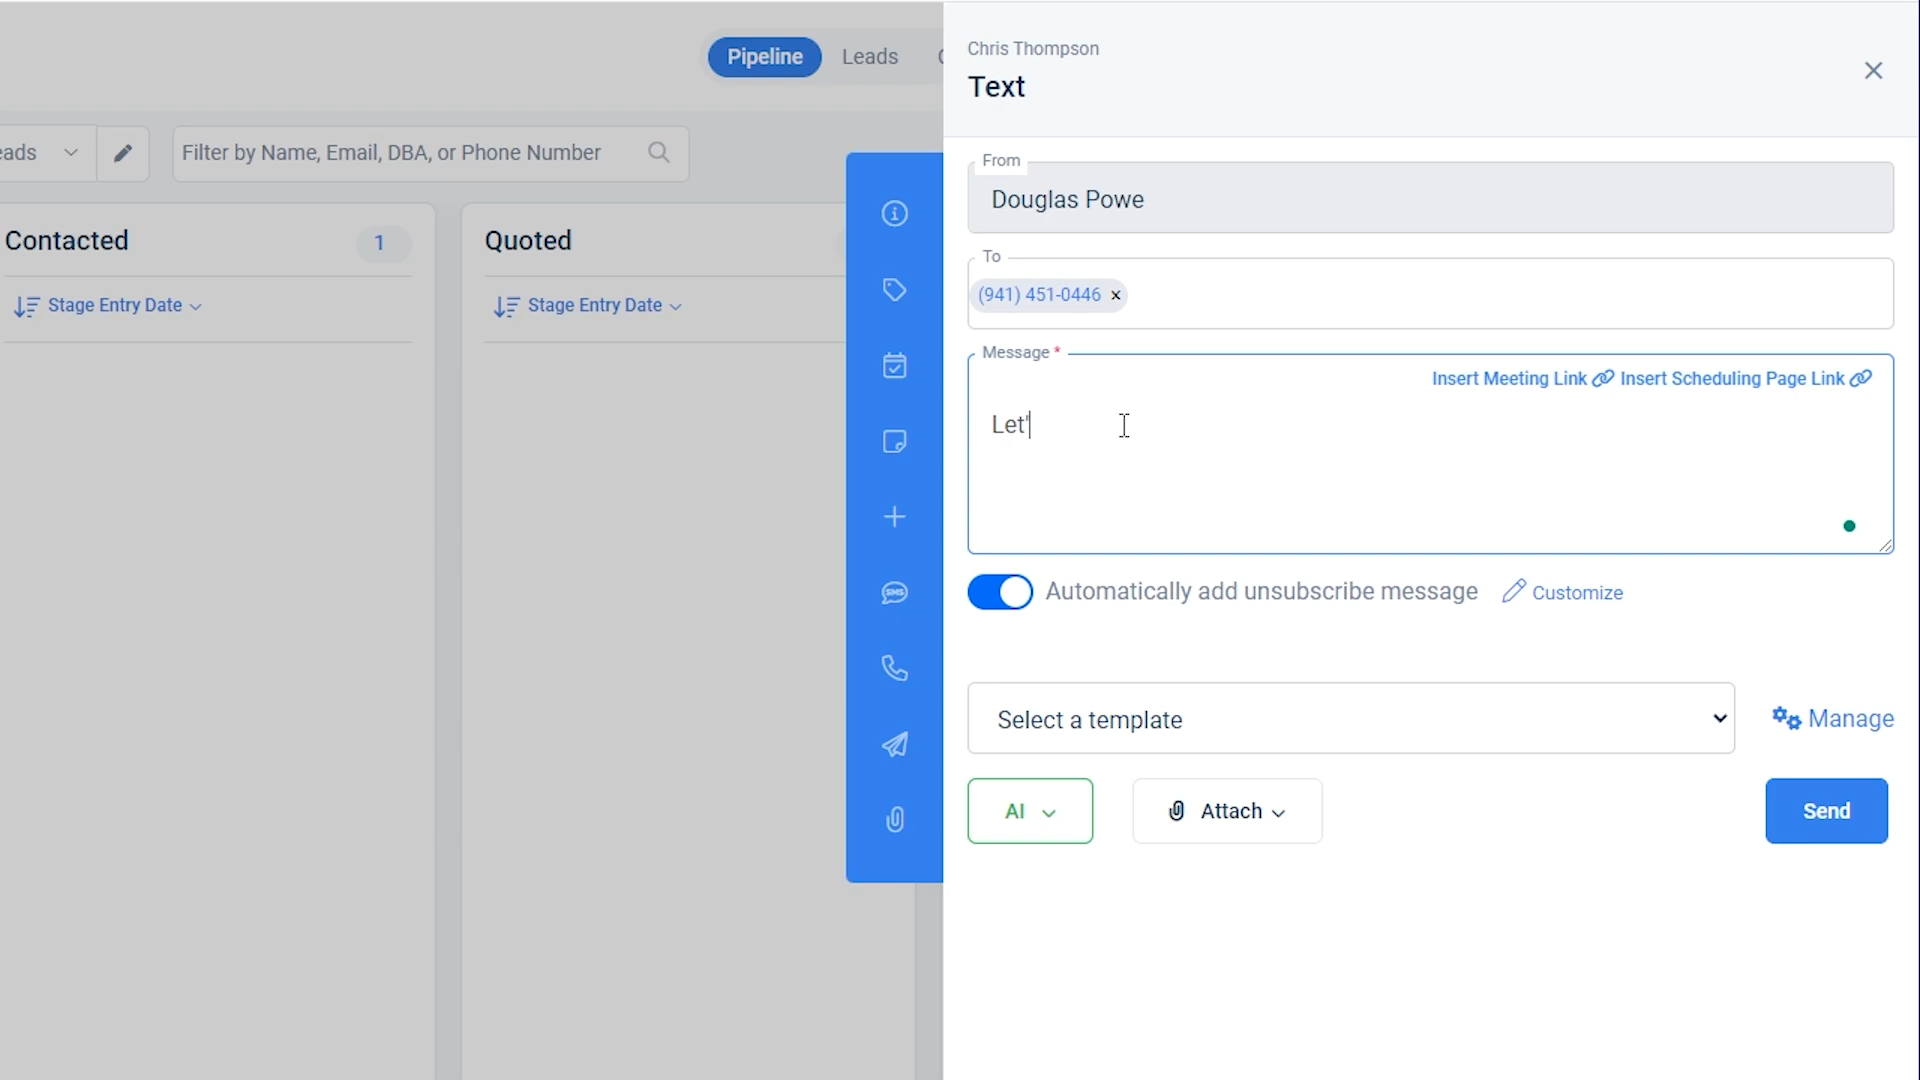 Pipeline
Leads
Chris Thompson
Text
eads
Filter by Name, Email, DBA, or Phone Number
From
Douglas Powe
To
(941) 451-0446 ×
Contacted
1
Quoted
Stage Entry Date
Stage Entry Date
Message *
Insert Meeting Link
Insert Scheduling Page Link
Let'
SMS
Automatically add unsubscribe message
Customize
Select a template
Manage
AI
Attach
Send